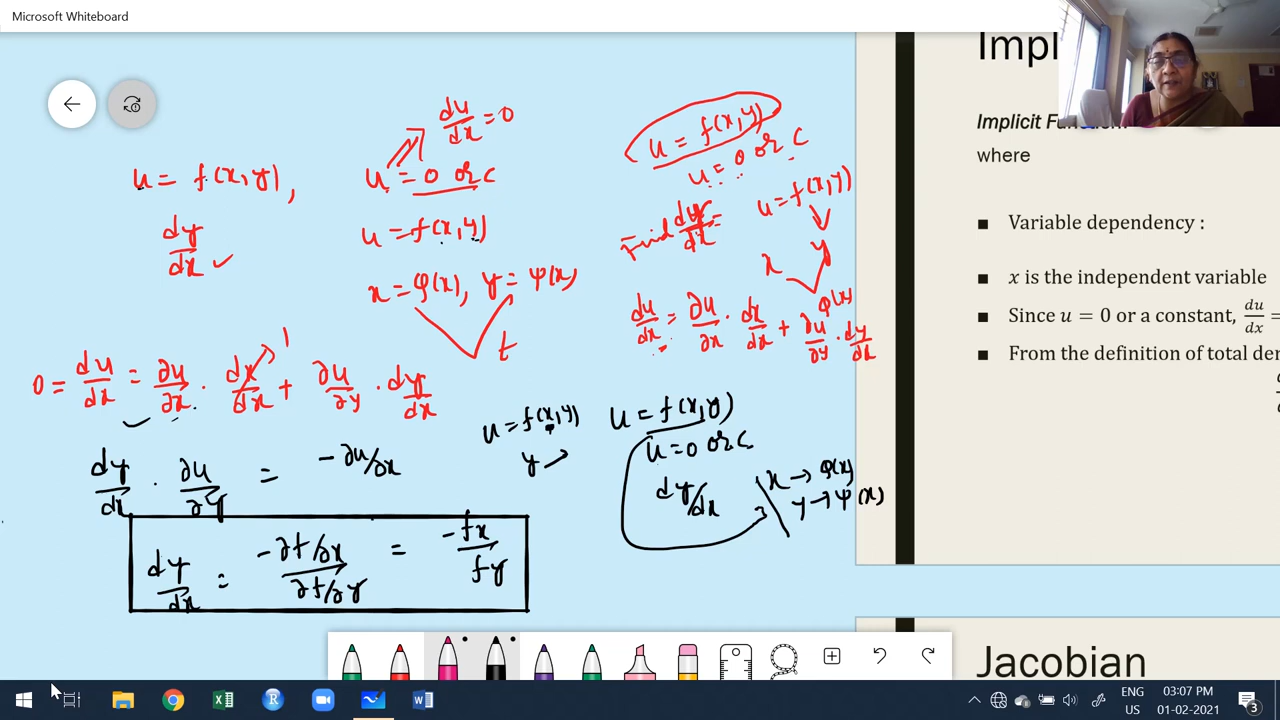 Microsoft Whiteboard
du/dx = 0
u = f(x,y),
u = 0 or c
dy/dx
u = f(x,y)
x = φ(x), y = ψ(x)
t
0 = du/dx = ∂u/∂x . dx/dx + ∂u/∂y . dy/dx
1
dy/dx . ∂u/∂y = -∂u/∂x
dy/dx = -∂f/∂x / ∂f/∂y = -fx/fy
u = f(x,y)
u = 0 or c
Find dy/dx =
u = f(x,y)
x y
φ(x)
du/dx = ∂u/∂x . dx/dx + ∂u/∂y . dy/dx
u = f(x,y)
y →
u = f(x,y)
u = 0 or c
dy/dx
x → φ(x)
y → ψ(x)
Impl
Implicit Function
where
■ Variable dependency :
■ x is the independent variable
■ Since u = 0 or a constant, du/dx =
■ From the definition of total der
d
Jacobian
ENG
US
03:07 PM
01-02-2021
3